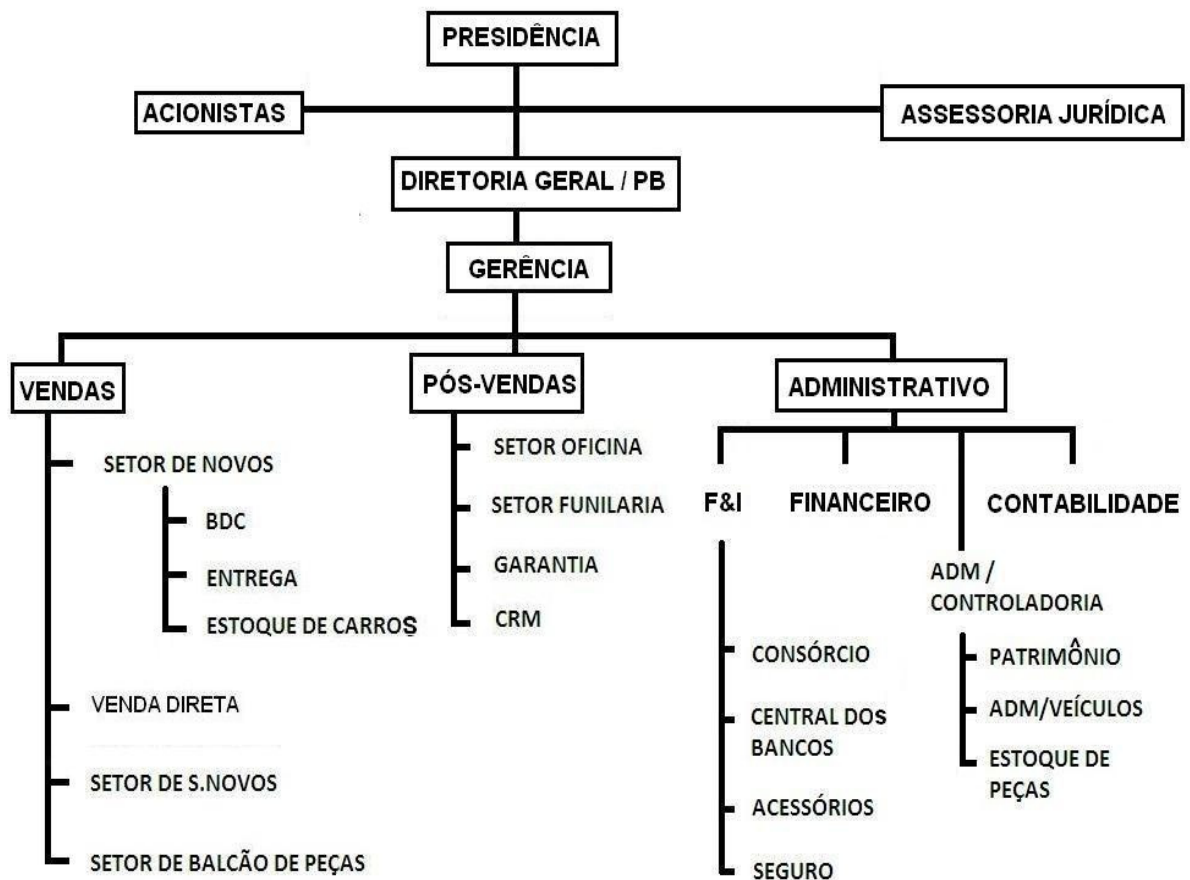 PRESIDÊNCIA
ACIONISTAS
ASSESSORIA JURÍDICA
DIRETORIA GERAL / PB
GERÊNCIA
VENDAS
PÓS-VENDAS
ADMINISTRATIVO
SETOR DE NOVOS
BDC
ENTREGA
ESTOQUE DE CARROS
VENDA DIRETA
SETOR DE S.NOVOS
SETOR DE BALCÃO DE PEÇAS
SETOR OFICINA
SETOR FUNILARIA
GARANTIA
CRM
F&I
FINANCEIRO
CONTABILIDADE
ADM /
CONTROLADORIA
CONSÓRCIO
CENTRAL DOS
BANCOS
ACESSÓRIOS
SEGURO
PATRIMÔNIO
ADM/VEÍCULOS
ESTOQUE DE
PEÇAS